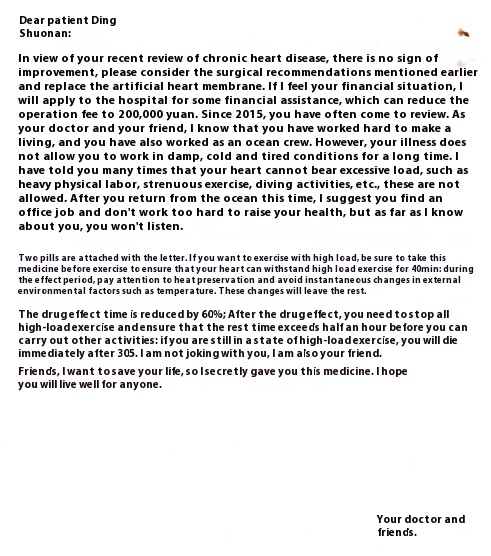 Dear patient Ding
Shuonan:
In view of your recent review of chronic heart disease, there is no sign of
improvement, please consider the surgical recommendations mentioned earlier
and replace the artificial heart membrane. If I feel your financial situation, I
will apply to the hospital for some financial assistance, which can reduce the
operation fee to 200,000 yuan. Since 2015, you have often come to review. As
your doctor and your friend, I know that you have worked hard to make a
living, and you have also worked as an ocean crew. However, your illness does
not allow you to work in damp, cold and tired conditions for a long time. I
have told you many times that your heart cannot bear excessive load, such as
heavy physical labor, strenuous exercise, diving activities, etc., these are not
allowed. After you return from the ocean this time, I suggest you find an
office job and don't work too hard to raise your health, but as far as I know
about you, you won't listen.
Two pills are attached with the letter. If you want to exercise with high load, be sure to take this
medicine before exercise to ensure that your heart can withstand high load exercise for 40min: during
the effect period, pay attention to heat preservation and avoid instantaneous changes in external
environmental factors such as temperature. These changes will leave the rest.
The drug effect time is reduced by 60%; After the drug effect, you need to stop all
high-load exercise and ensure that the rest time exceeds half an hour before you can
carry out other activities: if you are still in a state of high-load exercise, you will die
immediately after 305. I am not joking with you, I am also your friend.
Friends, I want to save your life, so I secretly gave you this medicine. I hope
you will live well for anyone.
Your doctor and
friends.